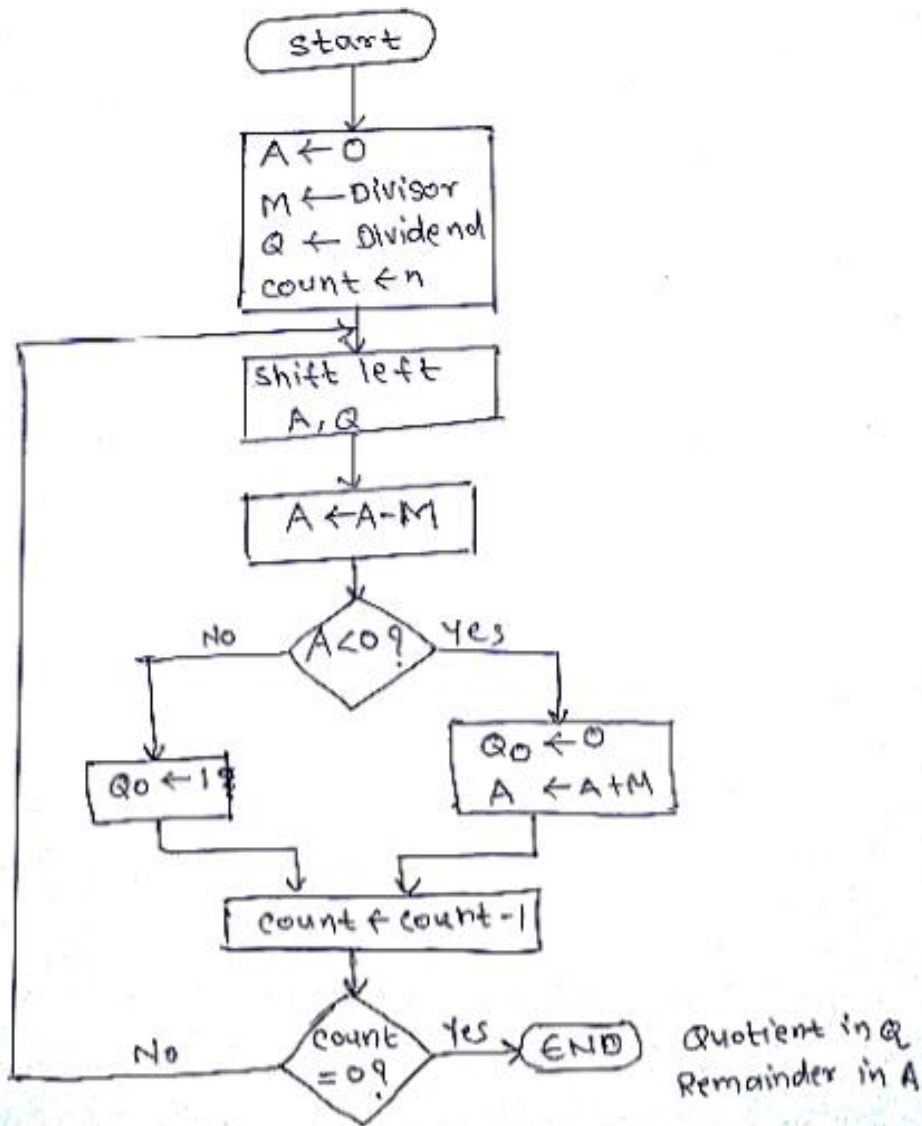 start
A ← 0
M ← Divisor
Q ← Dividend
count ← n
shift left
A, Q
A ← A-M
A<0?
No
Yes
Q0 ← 1
Q0 ← 0
A ← A+M
count ← count-1
count
=0?
No
Yes
END
Quotient in Q
Remainder in A